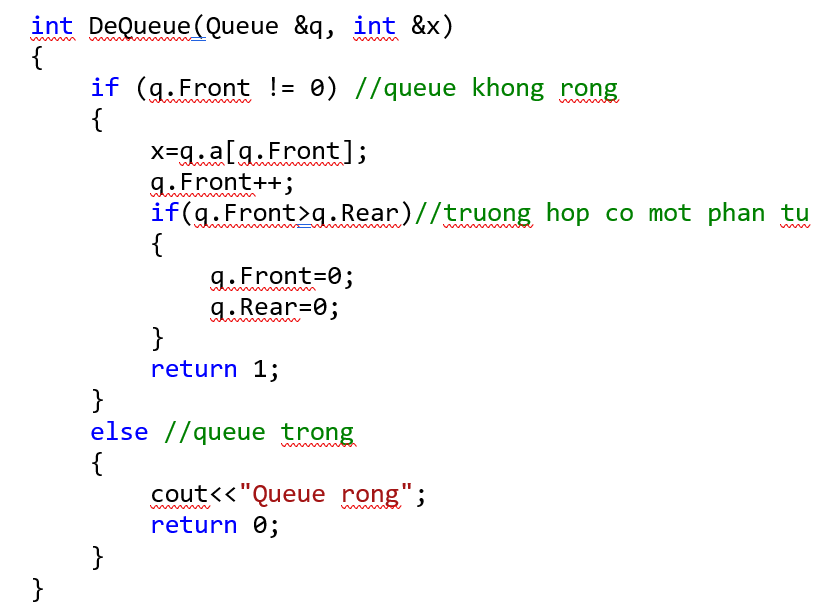 int DeQueue(Queue &q, int &x)
{
    if (q.Front != 0) //queue khong rong
    {
        x=q.a[q.Front];
        q.Front++;
        if(q.Front>q.Rear)//truong hop co mot phan tu
        {
            q.Front=0;
            q.Rear=0;
        }
        return 1;
    }
    else //queue trong
    {
        cout<<"Queue rong";
        return 0;
    }
}